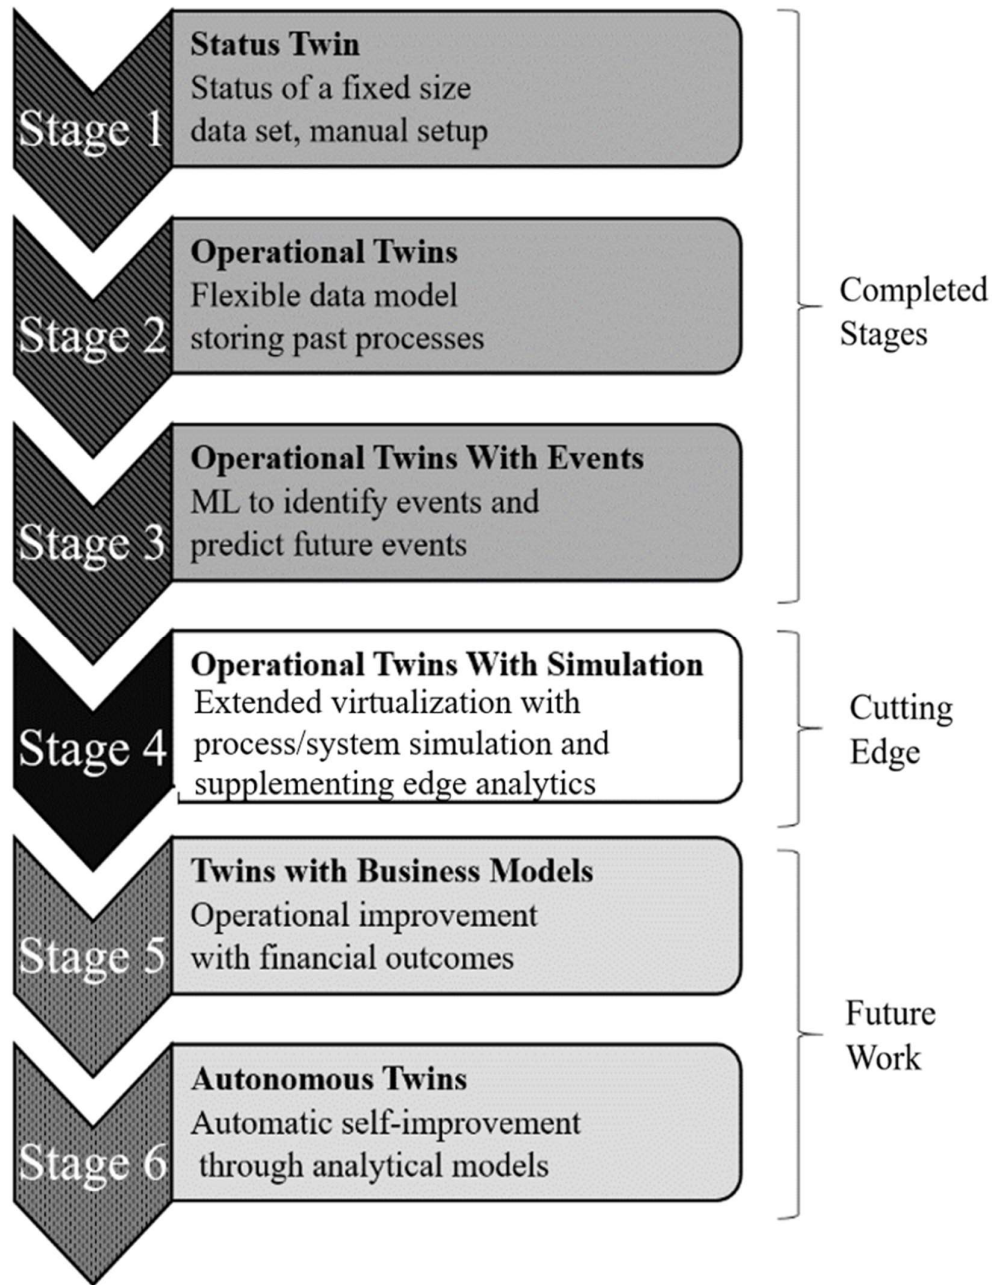 Stage 1
Status Twin
Status of a fixed size
data set, manual setup
Stage 2
Operational Twins
Flexible data model
storing past processes
Stage 3
Operational Twins With Events
ML to identify events and
predict future events
Completed
Stages
Stage 4
Operational Twins With Simulation
Extended virtualization with
process/system simulation and
supplementing edge analytics
Cutting
Edge
Stage 5
Twins with Business Models
Operational improvement
with financial outcomes
Stage 6
Autonomous Twins
Automatic self-improvement
through analytical models
Future
Work